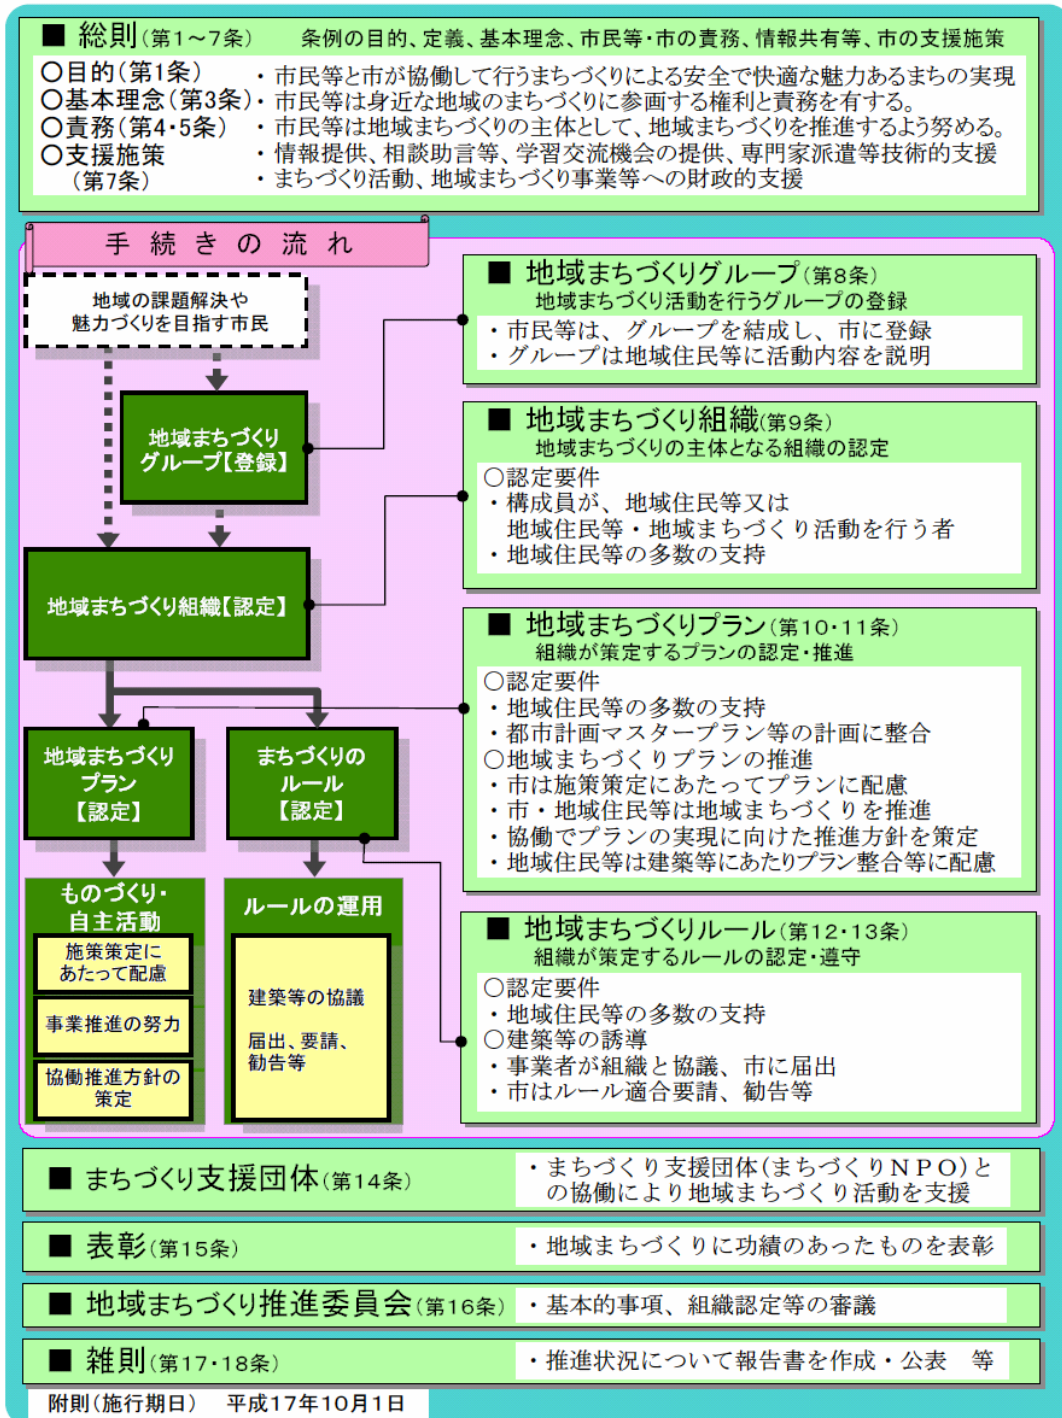 ■ 総則(第1～7条) 条例の目的、定義、基本理念、市民等・市の責務、情報共有等、市の支援施策
○目的(第1条) ・市民等と市が協働して行うまちづくりによる安全で快適な魅力あるまちの実現
○基本理念(第3条) ・市民等は身近な地域のまちづくりに参画する権利と責務を有する。
○責務(第4・5条) ・市民等は地域まちづくりの主体として、地域まちづくりを推進するよう努める。
○支援施策 ・情報提供、相談助言等、学習交流機会の提供、専門家派遣等技術的支援
(第7条) ・まちづくり活動、地域まちづくり事業等への財政的支援
手続きの流れ
地域の課題解決や
魅力づくりを目指す市民
地域まちづくり
グループ【登録】
地域まちづくり組織【認定】
地域まちづくり
プラン
【認定】
まちづくりの
ルール
【認定】
ものづくり・
自主活動
施策策定に
あたって配慮
事業推進の努力
協働推進方針の
策定
ルールの運用
建築等の協議
届出、要請、
勧告等
■ 地域まちづくりグループ(第8条)
地域まちづくり活動を行うグループの登録
・市民等は、グループを結成し、市に登録
・グループは地域住民等に活動内容を説明
■ 地域まちづくり組織(第9条)
地域まちづくりの主体となる組織の認定
○認定要件
・構成員が、地域住民等又は
地域住民等・地域まちづくり活動を行う者
・地域住民等の多数の支持
■ 地域まちづくりプラン(第10・11条)
組織が策定するプランの認定・推進
○認定要件
・地域住民等の多数の支持
・都市計画マスタープラン等の計画に整合
○地域まちづくりプランの推進
・市は施策策定にあたってプランに配慮
・市・地域住民等は地域まちづくりを推進
・協働でプランの実現に向けた推進方針を策定
・地域住民等は建築等にあたりプラン整合等に配慮
■ 地域まちづくりルール(第12・13条)
組織が策定するルールの認定・遵守
○認定要件
・地域住民等の多数の支持
○建築等の誘導
・事業者が組織と協議、市に届出
・市はルール適合要請、勧告等
■ まちづくり支援団体(第14条)
・まちづくり支援団体(まちづくりNPO)と
の協働により地域まちづくり活動を支援
■ 表彰(第15条) ・地域まちづくりに功績のあったものを表彰
■ 地域まちづくり推進委員会(第16条) ・基本的事項、組織認定等の審議
■ 雑則(第17・18条) ・推進状況について報告書を作成・公表 等
附則(施行期日) 平成17年10月1日